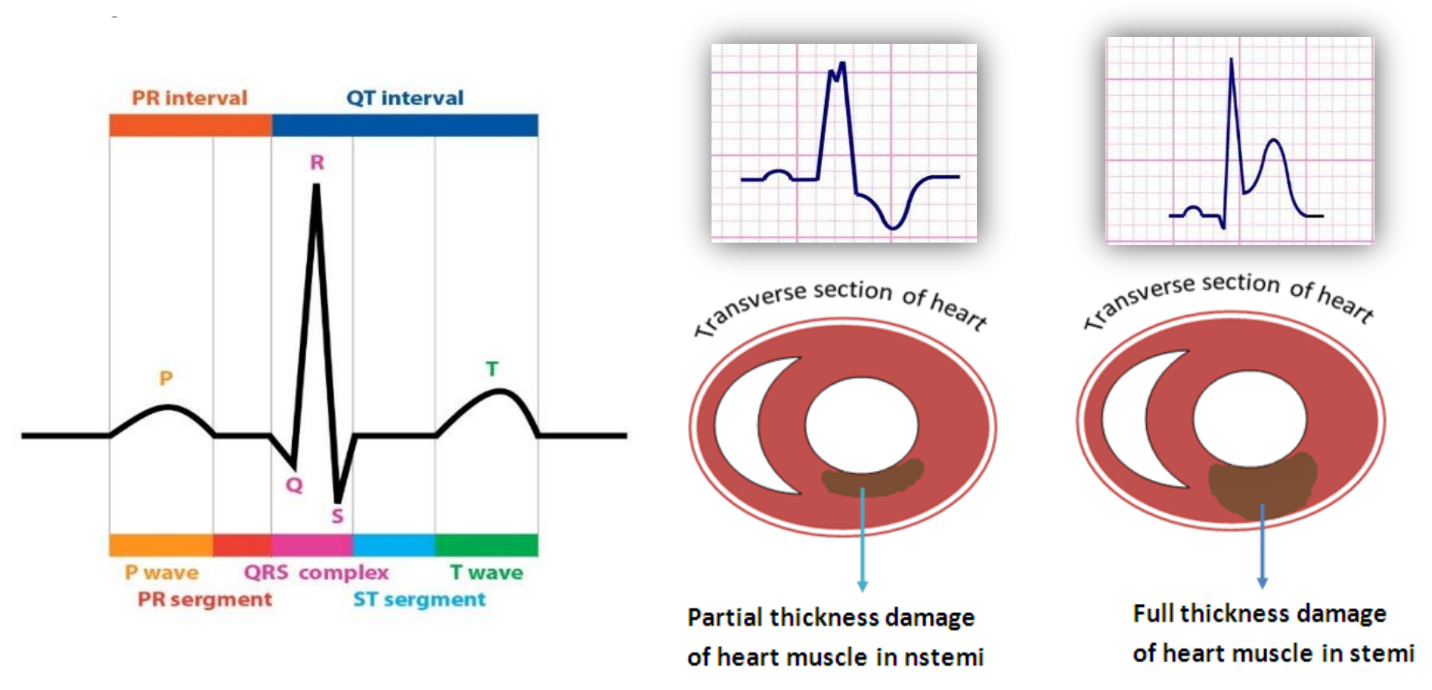 PR interval
QT interval
R
P
T
Q
S
P wave
QRS complex
T wave
PR sergment
ST sergment
Transverse section of heart
Partial thickness damage
of heart muscle in nstemi
Transverse section of heart
Full thickness damage
of heart muscle in stemi